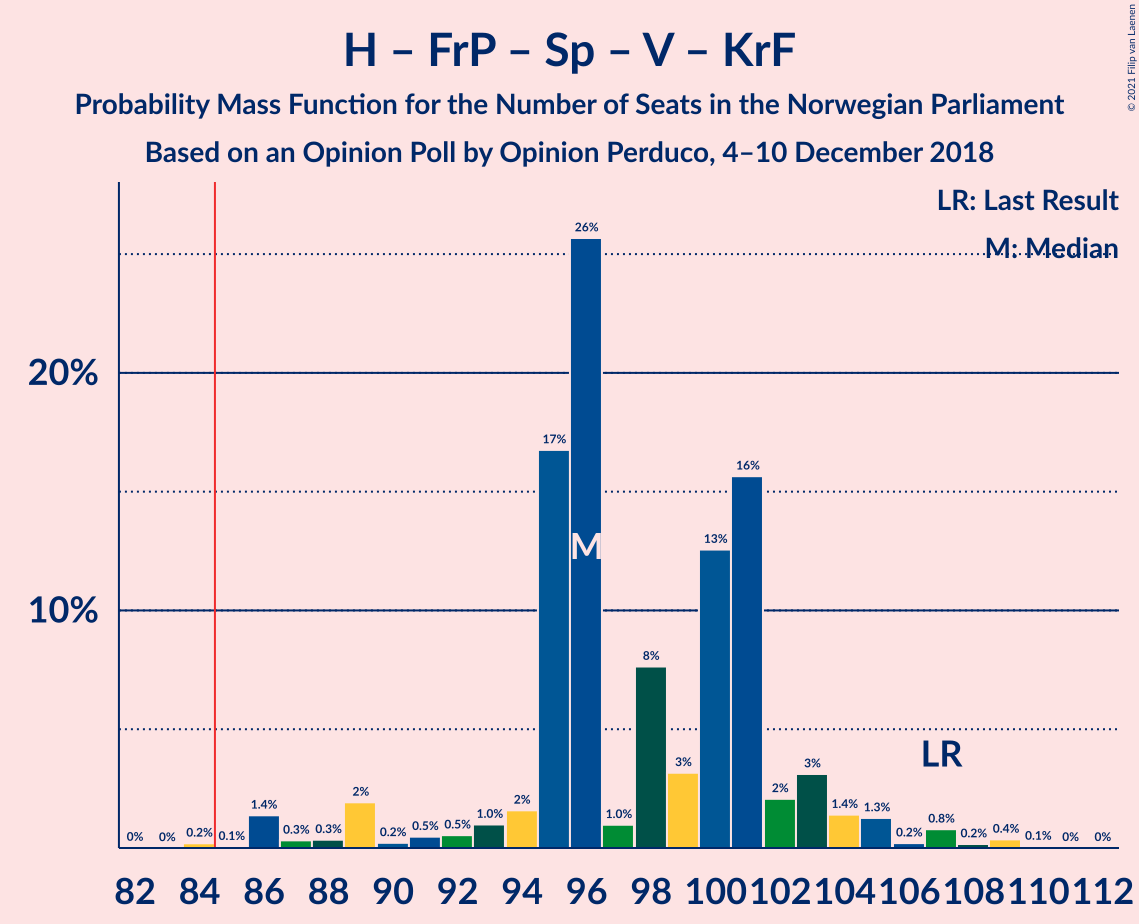 H – FrP – Sp – V – KrF
Probability Mass Function for the Number of Seats in the Norwegian Parliament
Based on an Opinion Poll by Opinion Perduco, 4–10 December 2018
© 2021 Filip van Laenen
LR: Last Result
M: Median
20%
10%
0% 0% 0.2% 0.1% 1.4% 0.3% 0.3% 2% 0.2% 0.5% 0.5% 1.0% 2% 17% 26% 1.0% 8% 3% 13% 16% 2% 3% 1.4% 1.3% 0.2% 0.8% 0.2% 0.4% 0.1% 0% 0%
M
LR
82 84 86 88 90 92 94 96 98 100 102 104 106 108 110 112